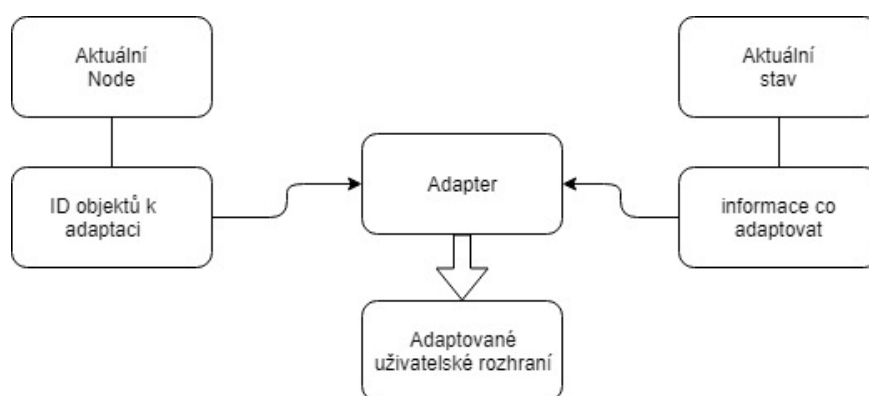 Aktuální
Node
Aktuální
stav
ID objektů k
adaptaci
Adapter
informace co
adaptovat
Adaptované
uživatelské rozhraní